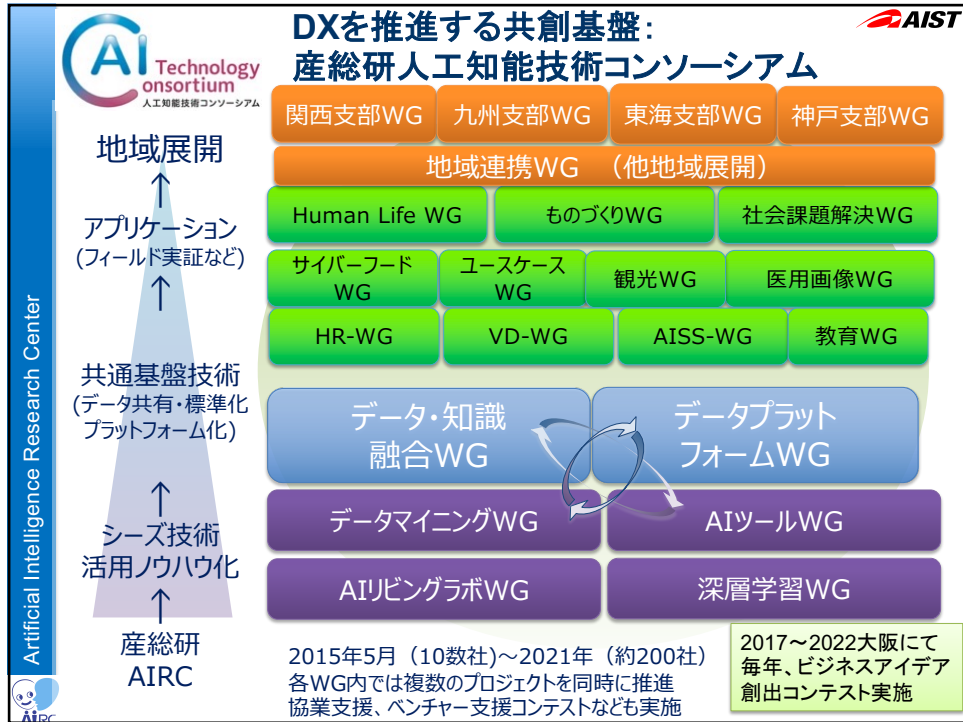 DXを推進する共創基盤:
産総研人工知能技術コンソーシアム
AIST
AI Technology
Consortium
人工知能技術コンソーシアム
関西支部WG
九州支部WG
東海支部WG
神戸支部WG
地域連携WG （他地域展開）
Human Life WG
ものづくりWG
社会課題解決WG
サイバーフード
WG
ユースケース
WG
観光WG
医用画像WG
HR-WG
VD-WG
AISS-WG
教育WG
データ・知識
融合WG
データプラット
フォームWG
データマイニングWG
AIツールWG
AIリビングラボWG
深層学習WG
地域展開
↑
アプリケーション
(フィールド実証など)
↑
共通基盤技術
(データ共有・標準化
プラットフォーム化)
↑
シーズ技術
活用ノウハウ化
↑
産総研
AIRC
2015年5月（10数社)～2021年（約200社）
各WG内では複数のプロジェクトを同時に推進
協業支援、ベンチャー支援コンテストなども実施
2017～2022大阪にて
毎年、ビジネスアイデア
創出コンテスト実施
Artificial Intelligence Research Center
AIRC